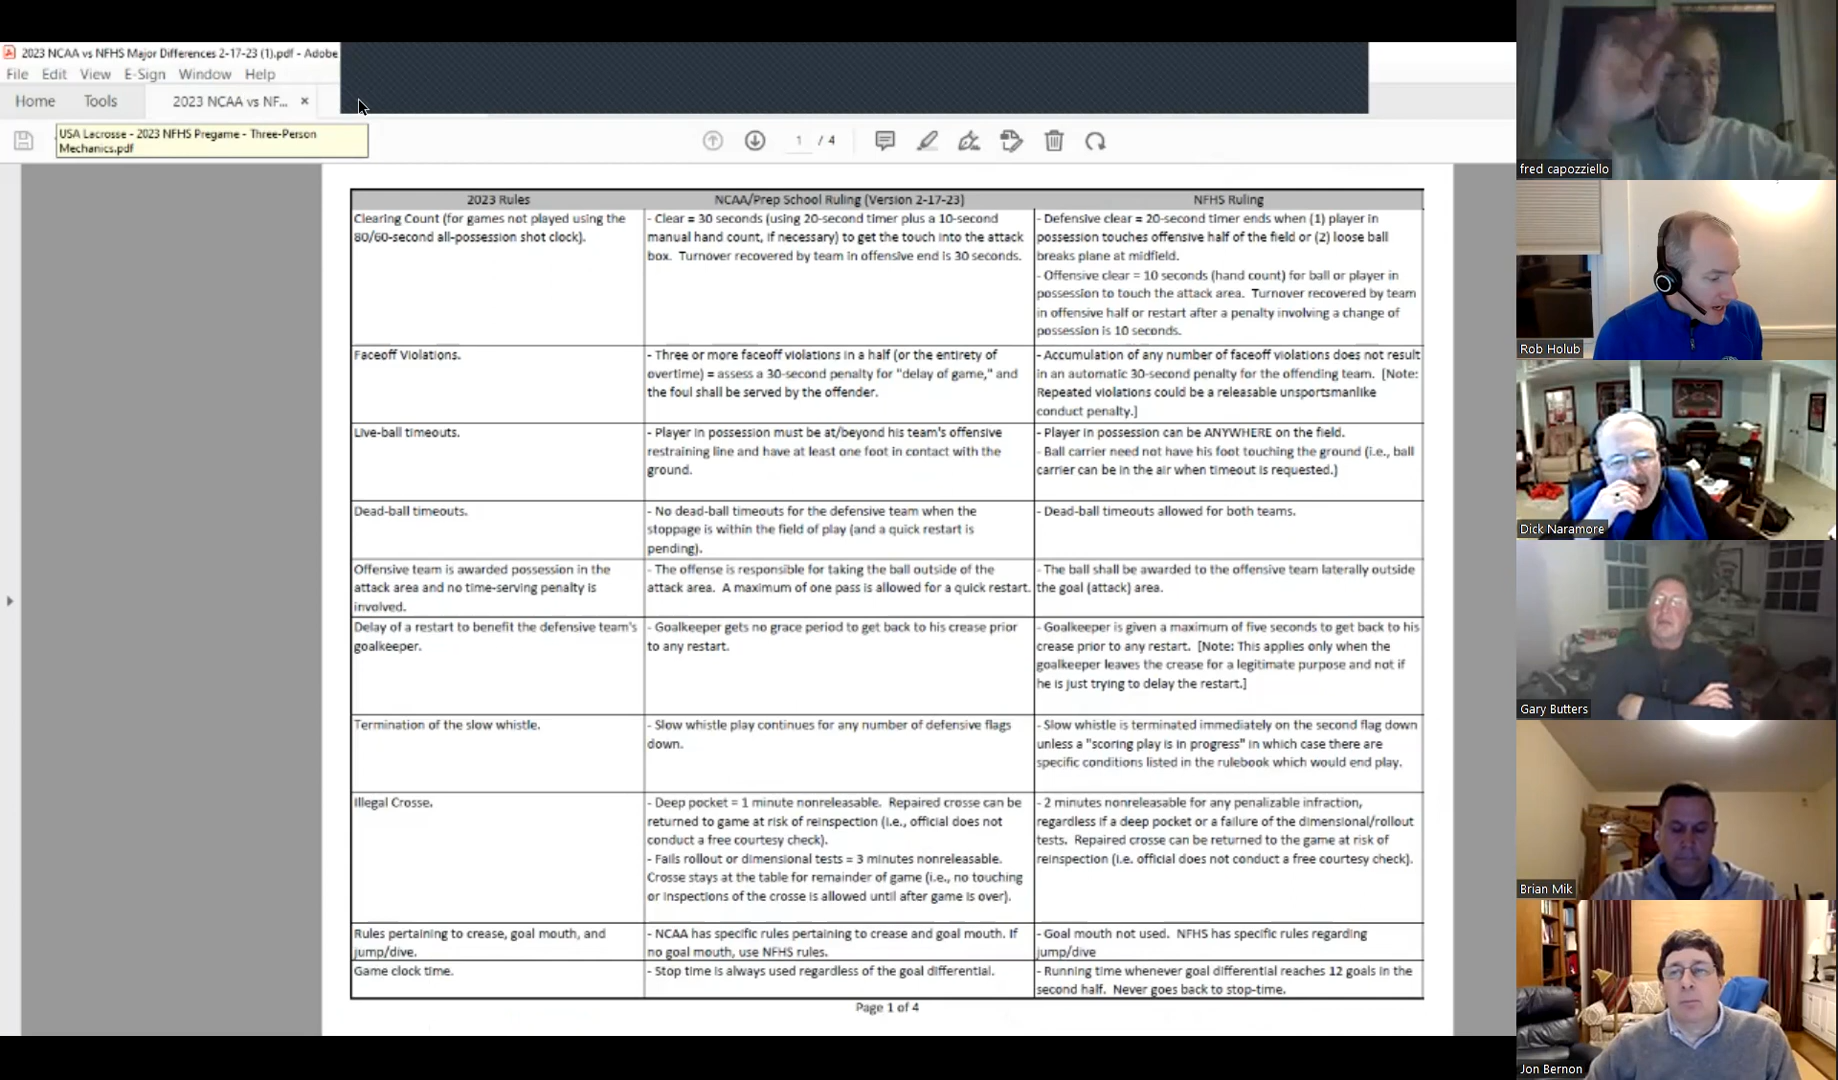 2023 NCAA vs NFHS Major Differences 2-17-23 (1).pdf - Adobe
File Edit View E-Sign Window Help
Home Tools 2023 NCAA vs NF... ×
USA Lacrosse - 2023 NFHS Pregame - Three-Person
Mechanics.pdf
1 / 4
2023 Rules
NCAA/Prep School Ruling (Version 2-17-23)
NFHS Ruling
Clearing Count (for games not played using the
80/60-second all-possession shot clock).
- Clear = 30 seconds (using 20-second timer plus a 10-second
manual hand count, if necessary) to get the touch into the attack
box. Turnover recovered by team in offensive end is 30 seconds.
- Defensive clear = 20-second timer ends when (1) player in
possession touches offensive half of the field or (2) loose ball
breaks plane at midfield.
- Offensive clear = 10 seconds (hand count) for ball or player in
possession to touch the attack area. Turnover recovered by team
in offensive half or restart after a penalty involving a change of
possession is 10 seconds.
Faceoff Violations.
- Three or more faceoff violations in a half (or the entirety of
overtime) = assess a 30-second penalty for "delay of game," and
the foul shall be served by the offender.
- Accumulation of any number of faceoff violations does not result
in an automatic 30-second penalty for the offending team. [Note:
Repeated violations could be a releasable unsportsmanlike
conduct penalty.]
Live-ball timeouts.
- Player in possession must be at/beyond his team's offensive
restraining line and have at least one foot in contact with the
ground.
- Player in possession can be ANYWHERE on the field.
- Ball carrier need not have his foot touching the ground (i.e., ball
carrier can be in the air when timeout is requested.)
Dead-ball timeouts.
- No dead-ball timeouts for the defensive team when the
stoppage is within the field of play (and a quick restart is
pending).
- Dead-ball timeouts allowed for both teams.
Offensive team is awarded possession in the
attack area and no time-serving penalty is
involved.
- The offense is responsible for taking the ball outside of the
attack area. A maximum of one pass is allowed for a quick restart.
- The ball shall be awarded to the offensive team laterally outside
the goal (attack) area.
Delay of a restart to benefit the defensive team's
goalkeeper.
- Goalkeeper gets no grace period to get back to his crease prior
to any restart.
- Goalkeeper is given a maximum of five seconds to get back to his
crease prior to any restart. [Note: This applies only when the
goalkeeper leaves the crease for a legitimate purpose and not if
he is just trying to delay the restart.]
Termination of the slow whistle.
- Slow whistle play continues for any number of defensive flags
down.
- Slow whistle is terminated immediately on the second flag down
unless a "scoring play is in progress" in which case there are
specific conditions listed in the rulebook which would end play.
Illegal Crosse.
- Deep pocket = 1 minute nonreleasable. Repaired crosse can be
returned to game at risk of reinspection (i.e., official does not
conduct a free courtesy check).
- Fails rollout or dimensional tests = 3 minutes nonreleasable.
Crosse stays at the table for remainder of game (i.e., no touching
or inspections of the crosse is allowed until after game is over).
- 2 minutes nonreleasable for any penalizable infraction,
regardless if a deep pocket or a failure of the dimensional/rollout
tests. Repaired crosse can be returned to the game at risk of
reinspection (i.e. official does not conduct a free courtesy check).
Rules pertaining to crease, goal mouth, and
jump/dive.
- NCAA has specific rules pertaining to crease and goal mouth. If
no goal mouth, use NFHS rules.
- Goal mouth not used. NFHS has specific rules regarding
jump/dive
Game clock time.
- Stop time is always used regardless of the goal differential.
- Running time whenever goal differential reaches 12 goals in the
second half. Never goes back to stop-time.
Page 1 of 4
fred capozziello
Rob Holub
Dick Naramore
Gary Butters
Brian Mik
Jon Bernon